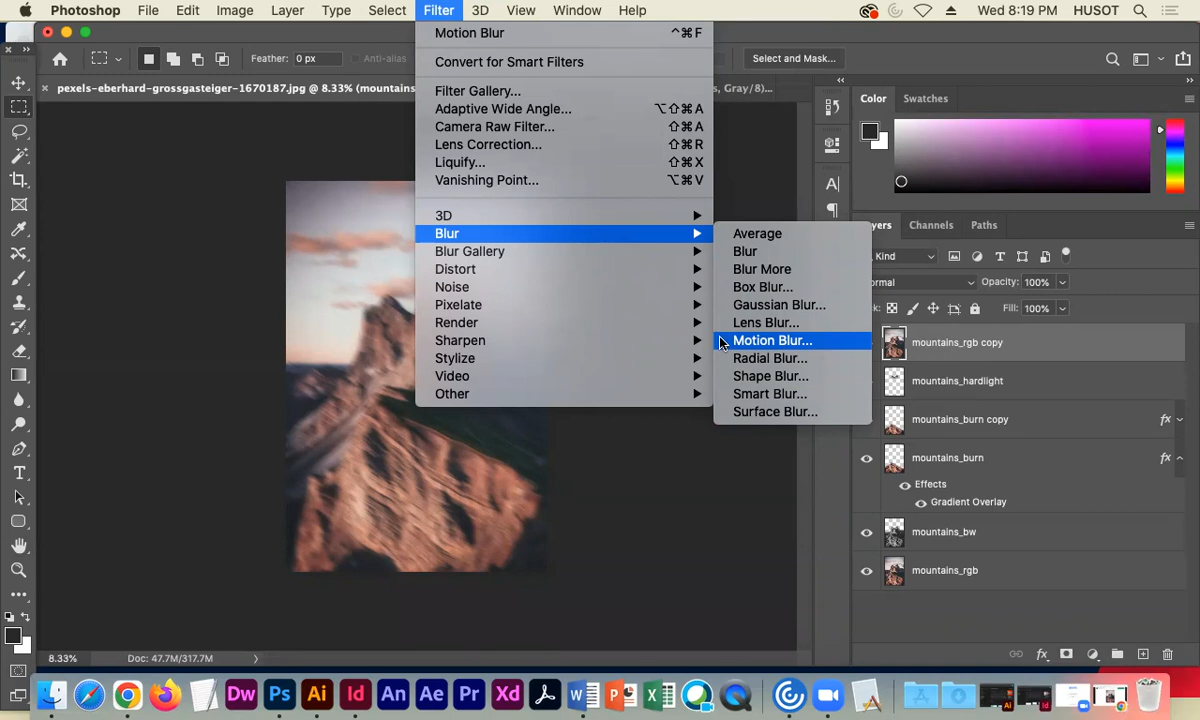 Photoshop File Edit Image Layer Type Select Filter 3D View Window Help Wed 8:19 PM HUSOT
Motion Blur ^⌘F
Feather: 0 px Anti-alias Select and Mask...
Convert for Smart Filters
pexels-eberhard-grossgasteiger-1670187.jpg @ 8.33% (mountains s, Gray/8)...
Filter Gallery...
Adaptive Wide Angle... ⌥⇧⌘A
Camera Raw Filter... ⇧⌘A
Lens Correction... ⇧⌘R
Liquify... ⇧⌘X
Vanishing Point... ⌥⌘V
3D
Blur
Blur Gallery
Distort
Noise
Pixelate
Render
Sharpen
Stylize
Video
Other
Average
Blur
Blur More
Box Blur...
Gaussian Blur...
Lens Blur...
Motion Blur...
Radial Blur...
Shape Blur...
Smart Blur...
Surface Blur...
Color Swatches
ayers Channels Paths
Kind
ormal Opacity: 100%
k: Fill: 100%
mountains_rgb copy
mountains_hardlight
mountains_burn copy fx
mountains_burn fx
Effects
Gradient Overlay
mountains_bw
mountains_rgb
8.33% Doc: 47.7M/317.7M
fx
Dw Ps Ai Id An Ae Pr Xd